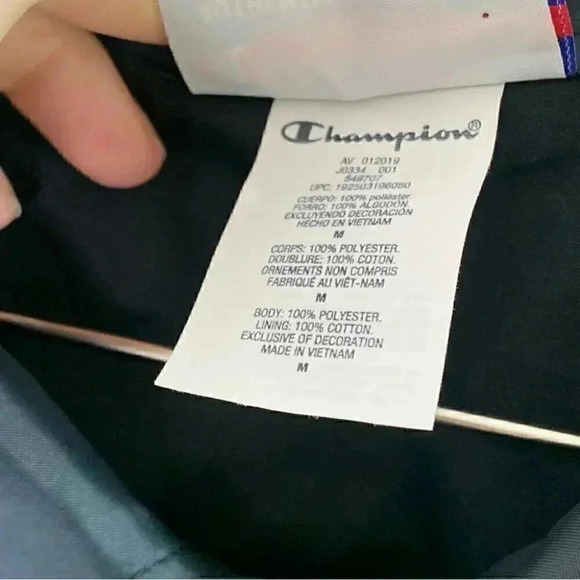 AUTHENTIC
Champion®
AV 012019
J0334 001
549707
UPC: 192503196080
CUERPO: 100% poliéster.
FORRO: 100% ALGODÓN.
EXCLUYENDO DECORACIÓN
HECHO EN VIETNAM
M
CORPS: 100% POLYESTER.
DOUBLURE: 100% COTON.
ORNEMENTS NON COMPRIS
FABRIQUÉ AU VIÊT-NAM
M
BODY: 100% POLYESTER.
LINING: 100% COTTON.
EXCLUSIVE OF DECORATION
MADE IN VIETNAM
M